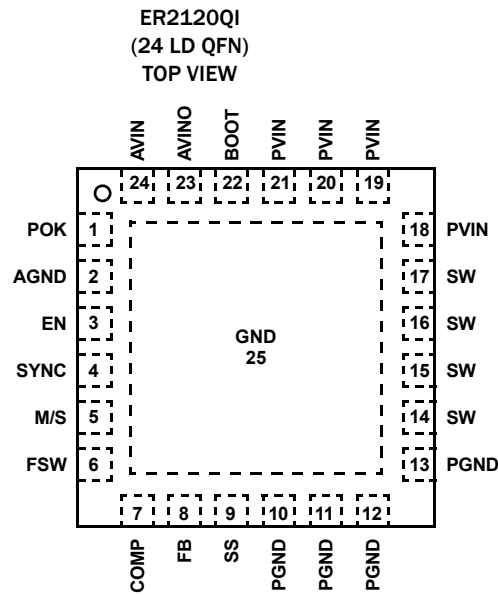 ER2120QI
(24 LD QFN)
TOP VIEW
AVIN
AVINO
BOOT
PVIN
PVIN
PVIN
24 23 22 21 20 19
POK 1
AGND 2
EN 3
SYNC 4
M/S 5
FSW 6
GND
25
18 PVIN
17 SW
16 SW
15 SW
14 SW
13 PGND
7 8 9 10 11 12
COMP
FB
SS
PGND
PGND
PGND